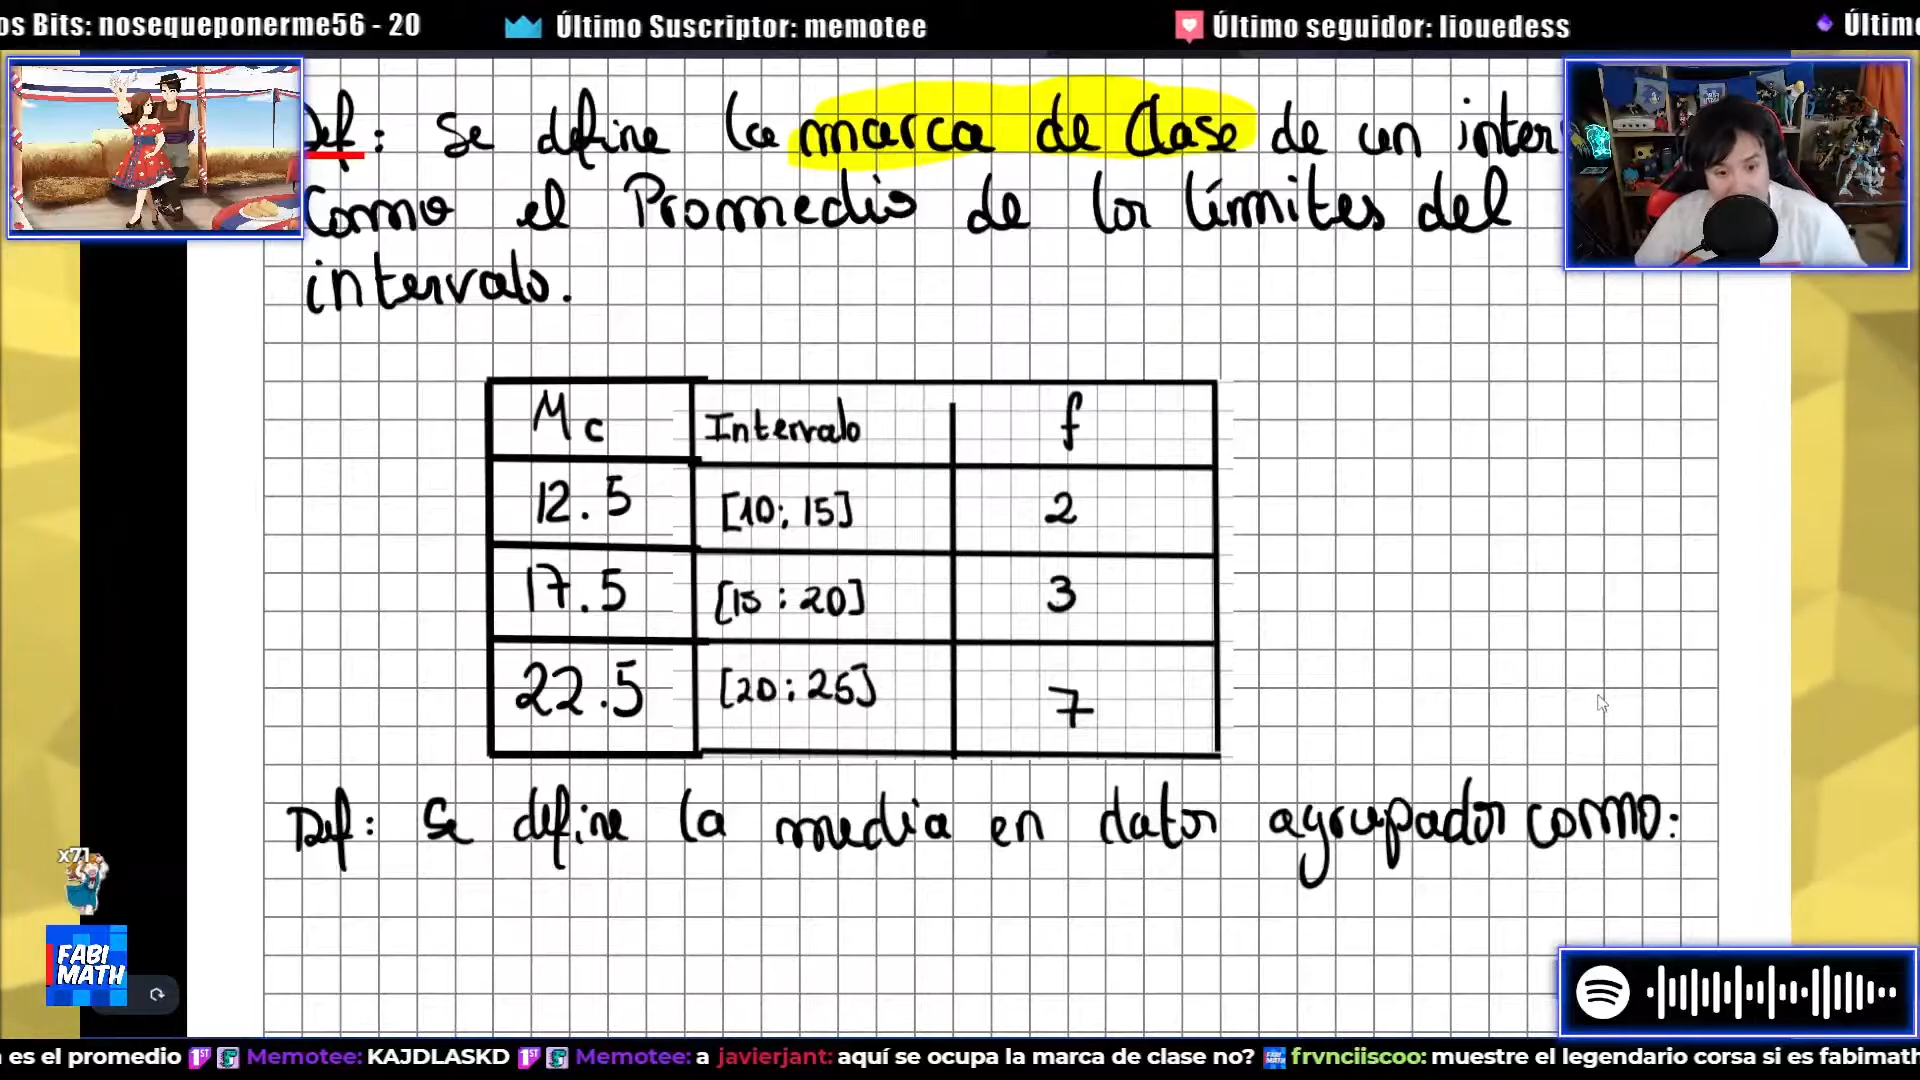 os Bits: nosequeponerme56 - 20 Último Suscriptor: memotee Último seguidor: liouedess Últim
Def: Se define la marca de clase de un inter
Como el Promedio de los límites del
intervalo.
Mc Intervalo f
12.5 [10; 15] 2
17.5 [15 : 20] 3
22.5 [20 : 25] 7
Def: Se define la media en datos agrupados como:
x71
FABI
MATH
a es el promedio Memotee: KAJDLASKD Memotee: a javierjant: aquí se ocupa la marca de clase no? frvnciiscoo: muestre el legendario corsa si es fabimath